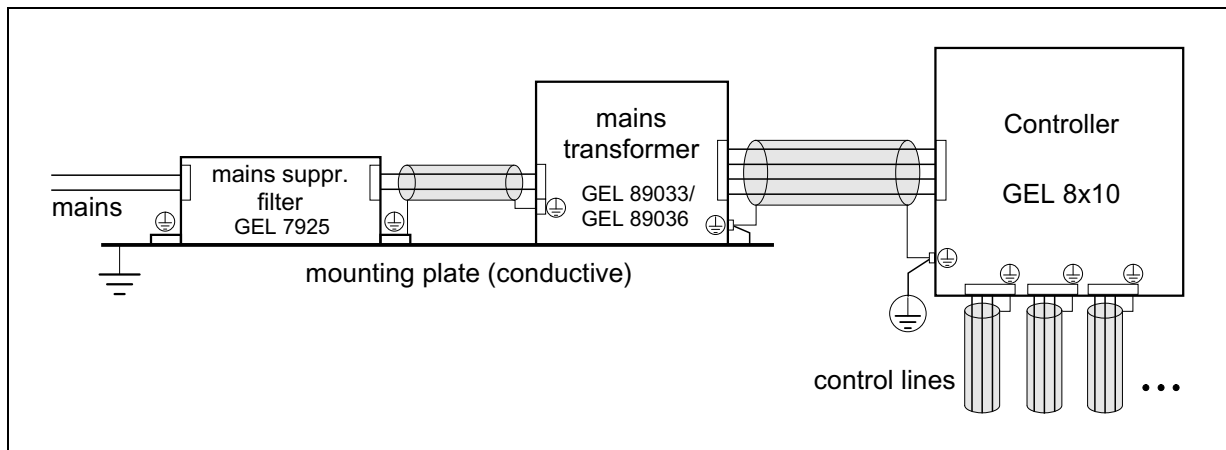 mains
mains suppr.
filter
GEL 7925
mains
transformer
GEL 89033/
GEL 89036
Controller
GEL 8x10
mounting plate (conductive)
control lines